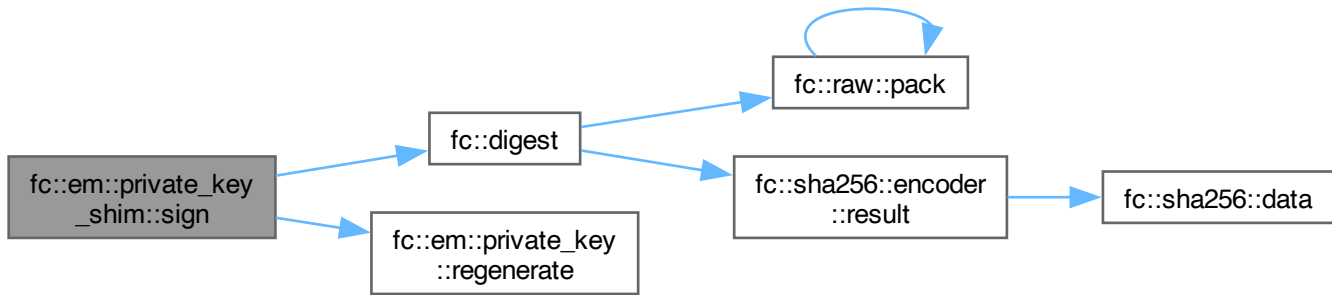 fc::em::private_key
_shim::sign
fc::digest
fc::em::private_key
::regenerate
fc::raw::pack
fc::sha256::encoder
::result
fc::sha256::data